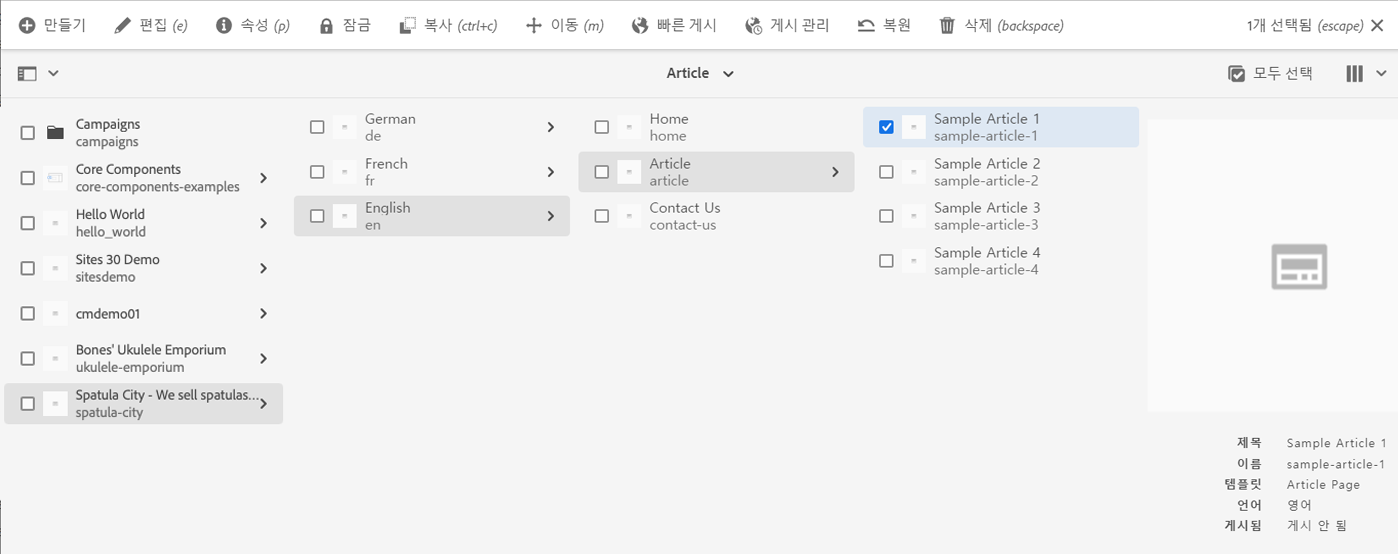 만들기 편집 (e) 속성 (p) 잠금 복사 (ctrl+c) 이동 (m) 빠른 게시 게시 관리 복원 삭제 (backspace) 1개 선택됨 (escape)
Article 모두 선택
Campaigns
campaigns
Core Components
core-components-examples
Hello World
hello_world
Sites 30 Demo
sitesdemo
cmdemo01
Bones' Ukulele Emporium
ukulele-emporium
Spatula City - We sell spatulas...
spatula-city
German
de
French
fr
English
en
Home
home
Article
article
Contact Us
contact-us
Sample Article 1
sample-article-1
Sample Article 2
sample-article-2
Sample Article 3
sample-article-3
Sample Article 4
sample-article-4
제목 Sample Article 1
이름 sample-article-1
템플릿 Article Page
언어 영어
게시됨 게시 안 됨